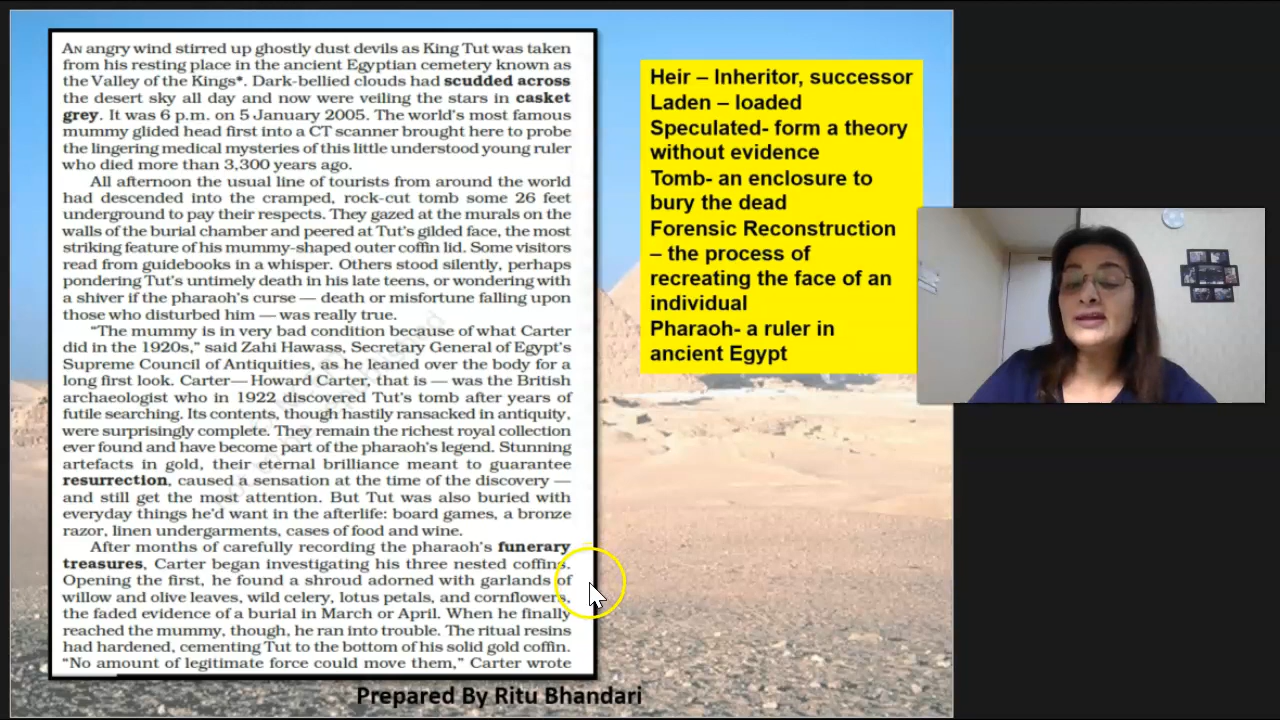 AN angry wind stirred up ghostly dust devils as King Tut was taken
from his resting place in the ancient Egyptian cemetery known as
the Valley of the Kings*. Dark-bellied clouds had scudded across
the desert sky all day and now were veiling the stars in casket
grey. It was 6 p.m. on 5 January 2005. The world's most famous
mummy glided head first into a CT scanner brought here to probe
the lingering medical mysteries of this little understood young ruler
who died more than 3,300 years ago.
All afternoon the usual line of tourists from around the world
had descended into the cramped, rock-cut tomb some 26 feet
underground to pay their respects. They gazed at the murals on the
walls of the burial chamber and peered at Tut's gilded face, the most
striking feature of his mummy-shaped outer coffin lid. Some visitors
read from guidebooks in a whisper. Others stood silently, perhaps
pondering Tut's untimely death in his late teens, or wondering with
a shiver if the pharaoh's curse — death or misfortune falling upon
those who disturbed him — was really true.
"The mummy is in very bad condition because of what Carter
did in the 1920s," said Zahi Hawass, Secretary General of Egypt's
Supreme Council of Antiquities, as he leaned over the body for a
long first look. Carter—Howard Carter, that is — was the British
archaeologist who in 1922 discovered Tut's tomb after years of
futile searching. Its contents, though hastily ransacked in antiquity,
were surprisingly complete. They remain the richest royal collection
ever found and have become part of the pharaoh's legend. Stunning
artefacts in gold, their eternal brilliance meant to guarantee
resurrection, caused a sensation at the time of the discovery —
and still get the most attention. But Tut was also buried with
everyday things he'd want in the afterlife: board games, a bronze
razor, linen undergarments, cases of food and wine.
After months of carefully recording the pharaoh's funerary
treasures, Carter began investigating his three nested coffins.
Opening the first, he found a shroud adorned with garlands of
willow and olive leaves, wild celery, lotus petals, and cornflowers,
the faded evidence of a burial in March or April. When he finally
reached the mummy, though, he ran into trouble. The ritual resins
had hardened, cementing Tut to the bottom of his solid gold coffin.
"No amount of legitimate force could move them," Carter wrote
Heir – Inheritor, successor
Laden – loaded
Speculated- form a theory
without evidence
Tomb- an enclosure to
bury the dead
Forensic Reconstruction
– the process of
recreating the face of an
individual
Pharaoh- a ruler in
ancient Egypt
Prepared By Ritu Bhandari